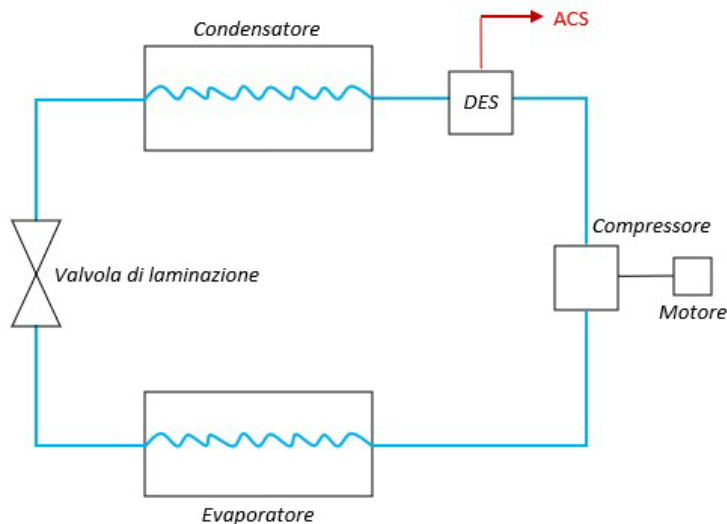 Condensatore
ACS
DES
Compressore
Valvola di laminazione
Motore
Evaporatore